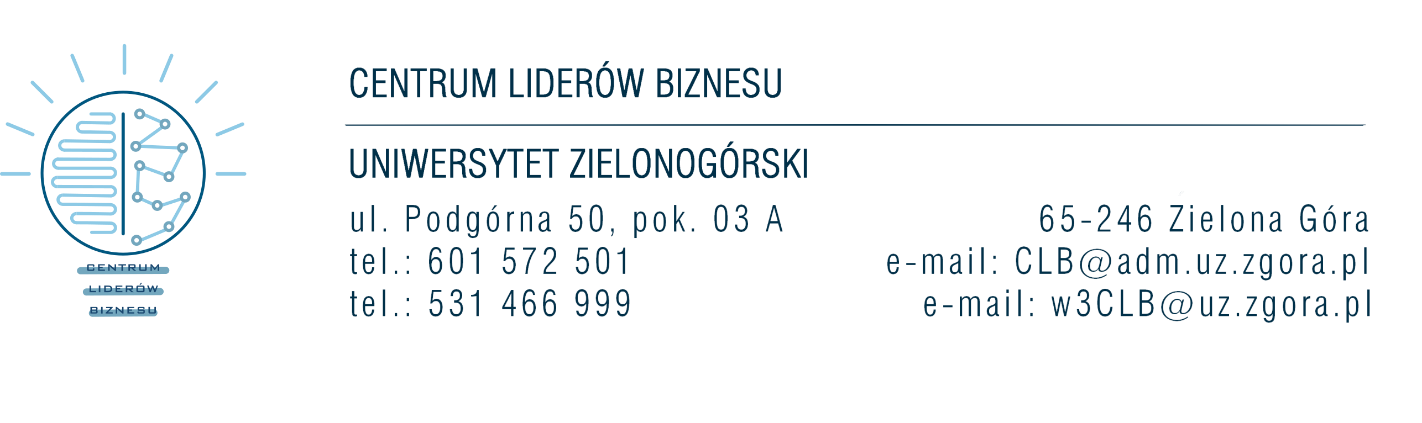 CENTRUM LIDERÓW BIZNESU
UNIWERSYTET ZIELONOGÓRSKI
ul. Podgórna 50, pok. 03 A 65-246 Zielona Góra
tel.: 601 572 501 e-mail: CLB@adm.uz.zgora.pl
tel.: 531 466 999 e-mail: w3CLB@uz.zgora.pl
CENTRUM
LIDERÓW
BIZNESU